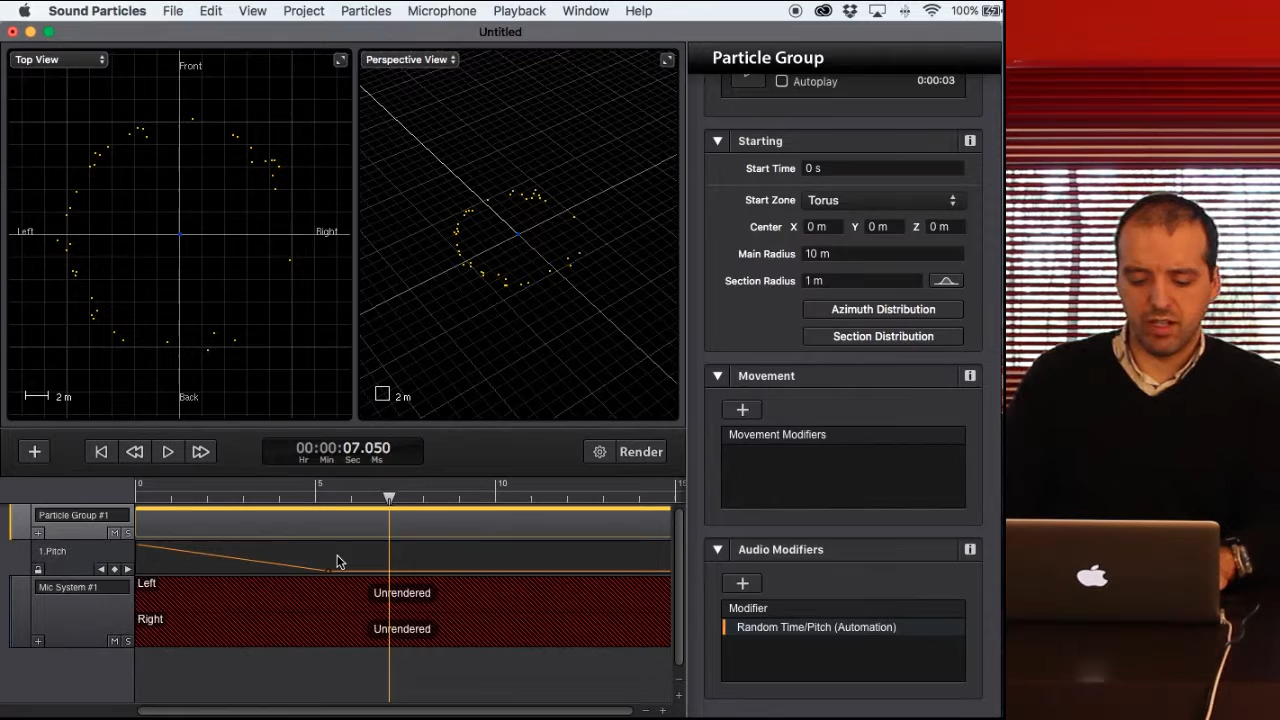 Sound Particles File Edit View Project Particles Microphone Playback Window Help 100%
Untitled
Top View
Front
Left
Right
Back
2 m
Perspective View
2 m
Particle Group
Autoplay 0:00:03
Starting
Start Time 0 s
Start Zone Torus
Center X 0 m Y 0 m Z 0 m
Main Radius 10 m
Section Radius 1 m
Azimuth Distribution
Section Distribution
Movement
Movement Modifiers
Audio Modifiers
Modifier
Random Time/Pitch (Automation)
00:00:07.050
Hr Min Sec Ms
Render
0 5 10 15
Particle Group #1
M S
1.Pitch
Mic System #1
M S
Left
Unrendered
Right
Unrendered